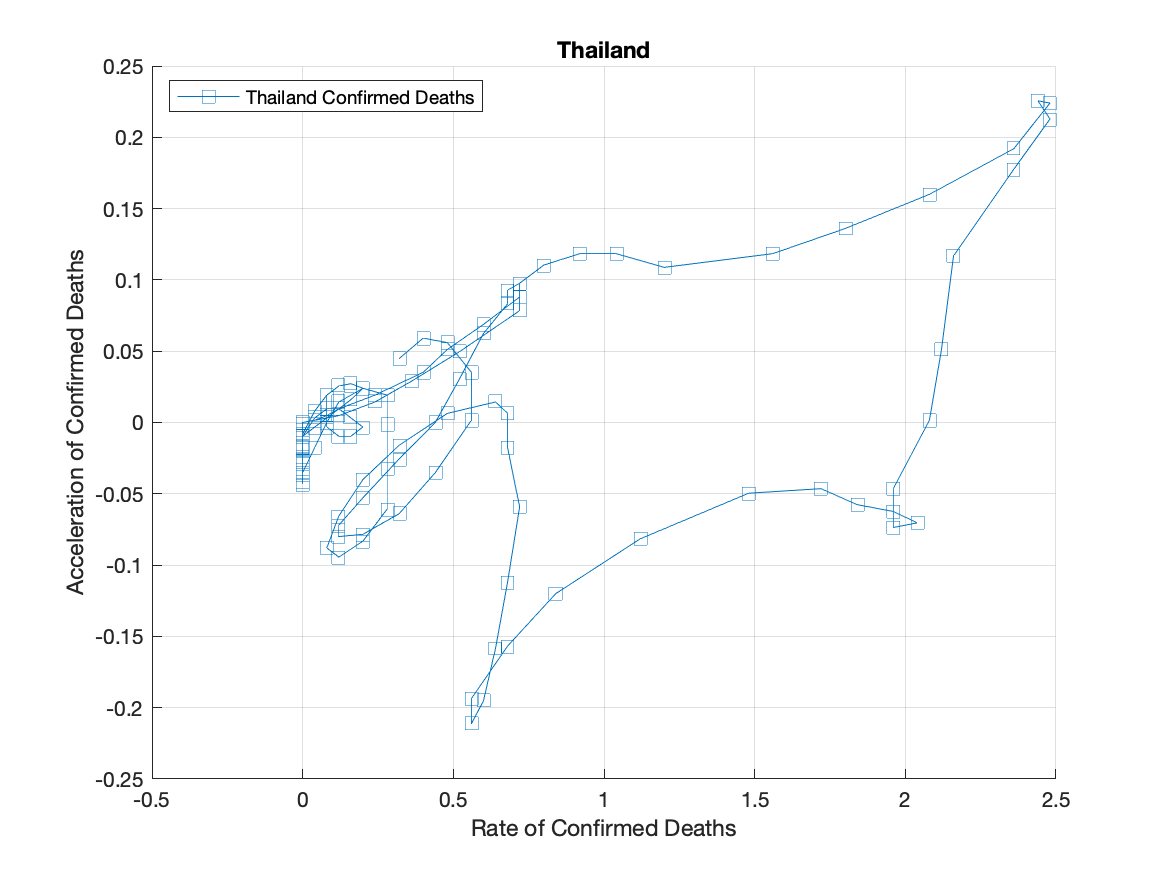 Thailand
Thailand Confirmed Deaths
0.25
0.2
0.15
0.1
0.05
0
-0.05
-0.1
-0.15
-0.2
-0.25
Acceleration of Confirmed Deaths
-0.5 0 0.5 1 1.5 2 2.5
Rate of Confirmed Deaths